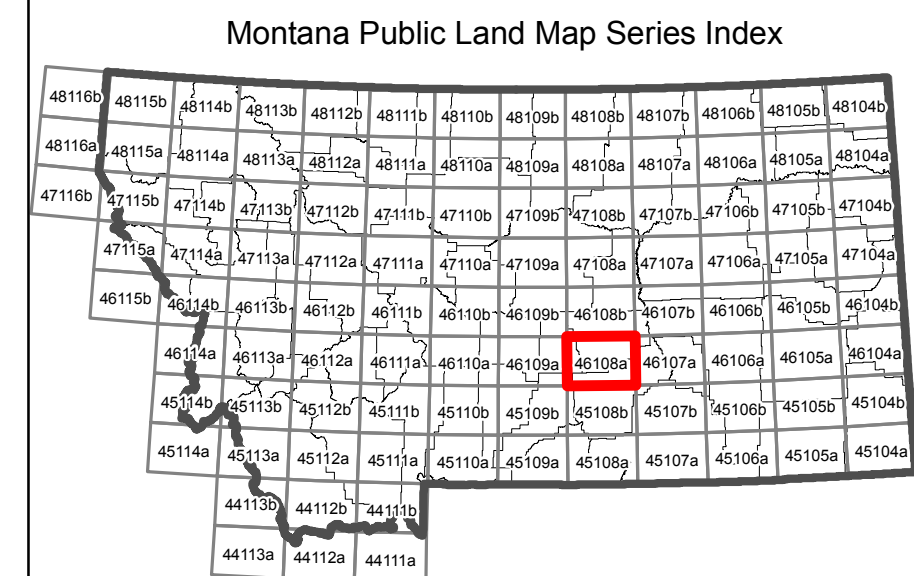 Montana Public Land Map Series Index
48116b 48115b 48114b 48113b 48112b 48111b 48110b 48109b 48108b 48107b 48106b 48105b 48104b
48116a 48115a 48114a 48113a 48112a 48111a 48110a 48109a 48108a 48107a 48106a 48105a 48104a
47116b 47115b 47114b 47113b 47112b 47111b 47110b 47109b 47108b 47107b 47106b 47105b 47104b
47115a 47114a 47113a 47112a 47111a 47110a 47109a 47108a 47107a 47106a 47105a 47104a
46115b 46114b 46113b 46112b 46111b 46110b 46109b 46108b 46107b 46106b 46105b 46104b
46114a 46113a 46112a 46111a 46110a 46109a 46108a 46107a 46106a 46105a 46104a
45114b 45113b 45112b 45111b 45110b 45109b 45108b 45107b 45106b 45105b 45104b
45114a 45113a 45112a 45111a 45110a 45109a 45108a 45107a 45106a 45105a 45104a
44113b 44112b 44111b
44113a 44112a 44111a